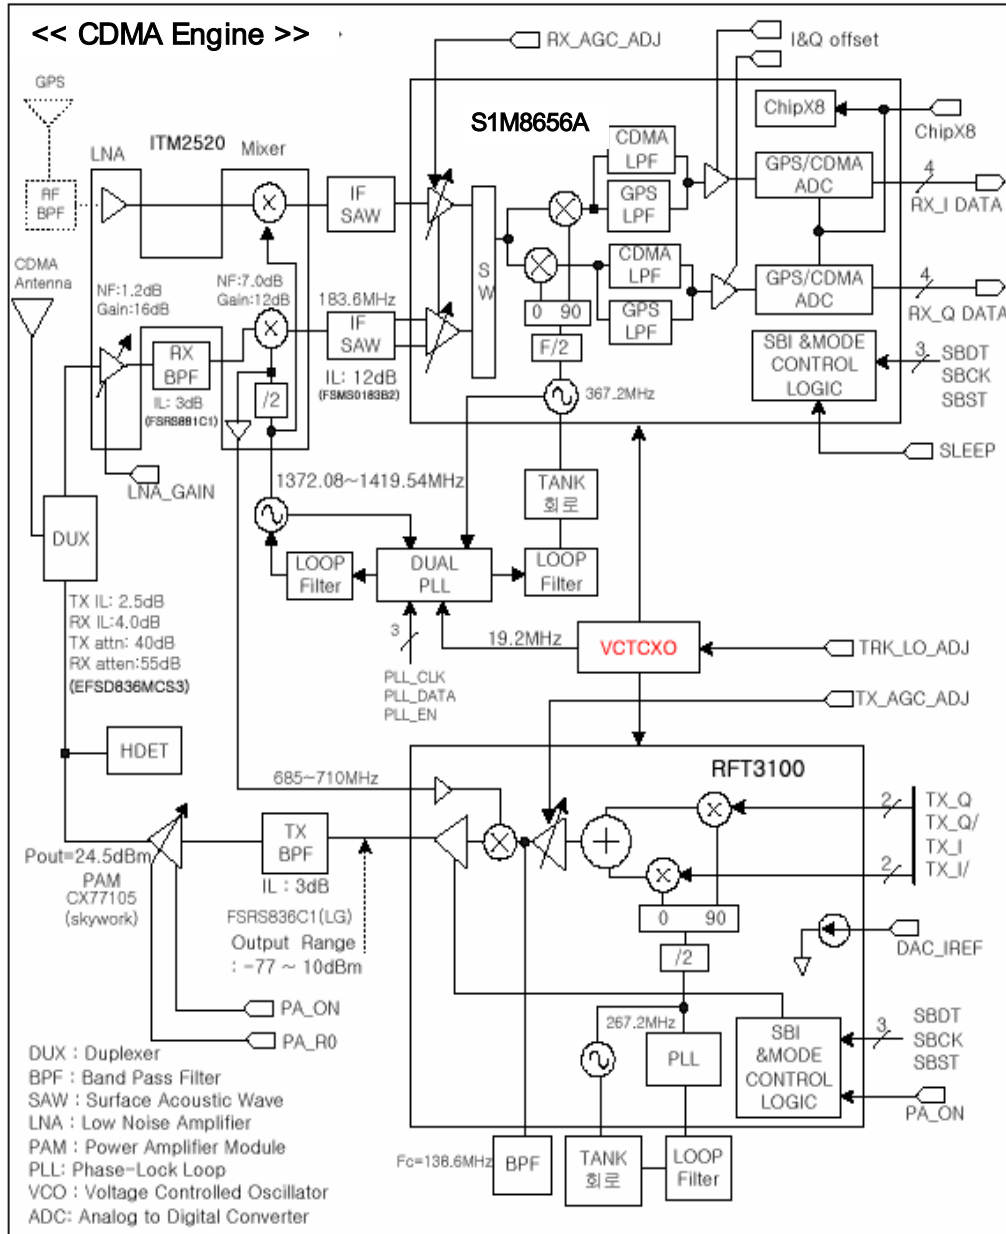 << CDMA Engine >>
RX_AGC_ADJ
I&Q offset
GPS
LNA
ITM2520
Mixer
S1M8656A
ChipX8
ChipX8
RF
BPF
IF
SAW
CDMA
LPF
GPS
LPF
GPS/CDMA
ADC
4
RX_I DATA
CDMA
Antenna
NF:1.2dB
Gain:16dB
NF:7.0dB
Gain:12dB
183.6MHz
IF
SAW
IL: 12dB
(FSMS0183B2)
S
W
0 90
F/2
CDMA
LPF
GPS
LPF
GPS/CDMA
ADC
4
RX_Q DATA
RX
BPF
IL: 3dB
(FSRS881C1)
/2
367.2MHz
SBI &MODE
CONTROL
LOGIC
3
SBDT
SBCK
SBST
SLEEP
LNA_GAIN
1372.08~1419.54MHz
TANK
회로
DUX
LOOP
Filter
DUAL
PLL
LOOP
Filter
TX IL: 2.5dB
RX IL:4.0dB
TX attn: 40dB
RX atten:55dB
(EFSD836MCS3)
3
PLL_CLK
PLL_DATA
PLL_EN
19.2MHz
VCTCXO
TRK_LO_ADJ
TX_AGC_ADJ
HDET
685~710MHz
RFT3100
2
TX_Q
TX_Q/
TX_I
TX_I/
2
Pout=24.5dBm
PAM
CX77105
(skywork)
TX
BPF
IL : 3dB
FSRS836C1(LG)
Output Range
: -77 ~ 10dBm
0 90
/2
DAC_IREF
PA_ON
PA_R0
267.2MHz
PLL
SBI
&MODE
CONTROL
LOGIC
3
SBDT
SBCK
SBST
PA_ON
Fc=138.6MHz
BPF
TANK
회로
LOOP
Filter
DUX : Duplexer
BPF : Band Pass Filter
SAW : Surface Acoustic Wave
LNA : Low Noise Amplifier
PAM : Power Amplifier Module
PLL: Phase-Lock Loop
VCO : Voltage Controlled Oscillator
ADC: Analog to Digital Converter